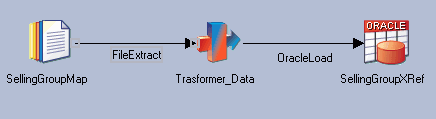 FileExtract
OracleLoad
ORACLE
SellingGroupMap
Trasformer_Data
SellingGroupXRef